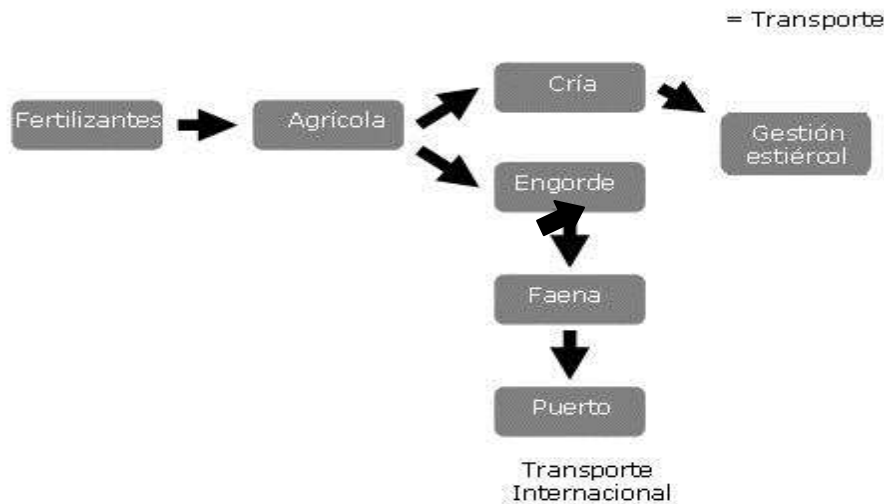 = Transporte
Cría
Fertilizantes
Agrícola
Gestión
estiércol
Engorde
Faena
Puerto
Transporte
Internacional